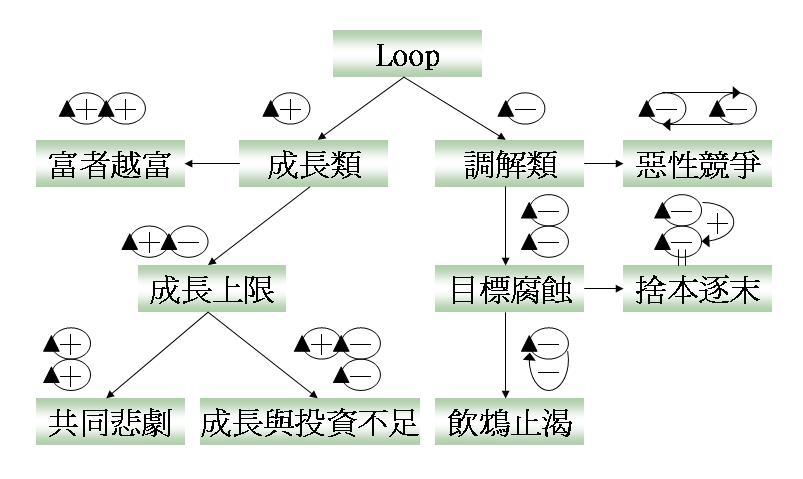 Loop
+ +
+
−
− −
富者越富
成長類
調解類
惡性競爭
+ −
−
−
−
+
−
成長上限
目標腐蝕
捨本逐末
+
+
+ −
−
−
−
共同悲劇
成長與投資不足
飲鴆止渴